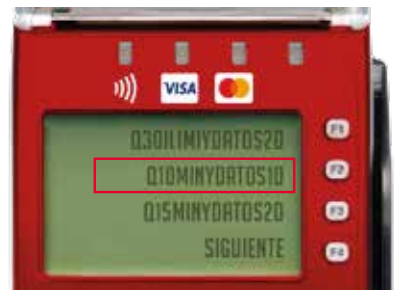 VISA
Q30ILIMIYDATOS20
F1
Q10MINYDATOS10
F2
Q15MINYDATOS20
F3
SIGUIENTE
F4